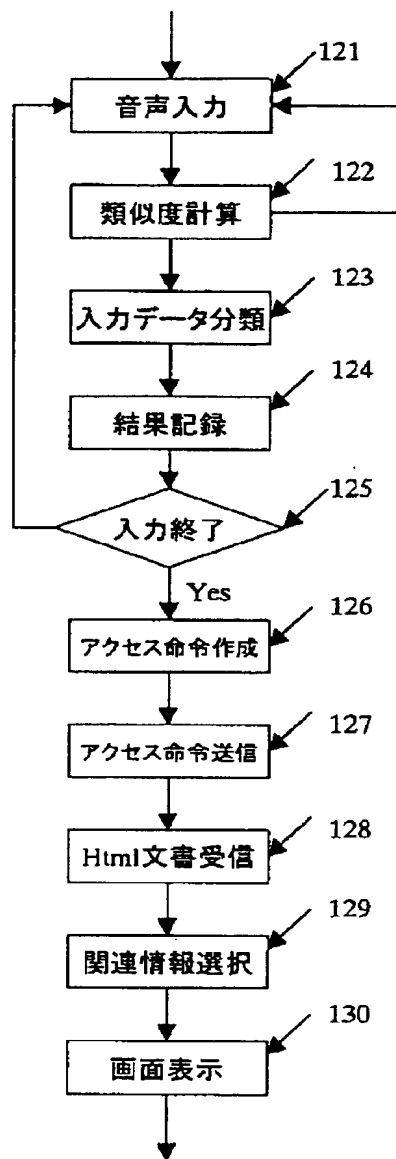 121
音声入力
122
類似度計算
123
入力データ分類
124
結果記録
125
入力終了
Yes
126
アクセス命令作成
127
アクセス命令送信
128
Html文書受信
129
関連情報選択
130
画面表示